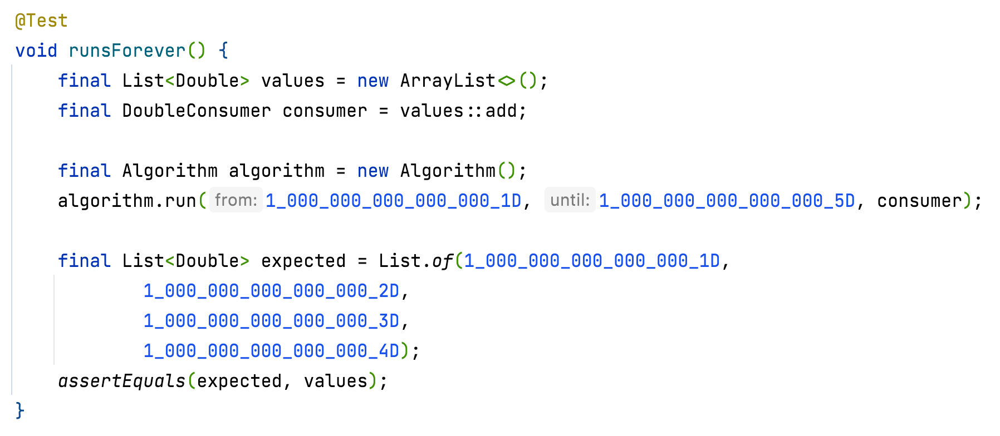 @Test
void runsForever() {
final List<Double> values = new ArrayList<>();
final DoubleConsumer consumer = values::add;
final Algorithm algorithm = new Algorithm();
algorithm.run( from: 1_000_000_000_000_000_1D, until: 1_000_000_000_000_000_5D, consumer);
final List<Double> expected = List.of(1_000_000_000_000_000_1D,
1_000_000_000_000_000_2D,
1_000_000_000_000_000_3D,
1_000_000_000_000_000_4D);
assertEquals(expected, values);
}